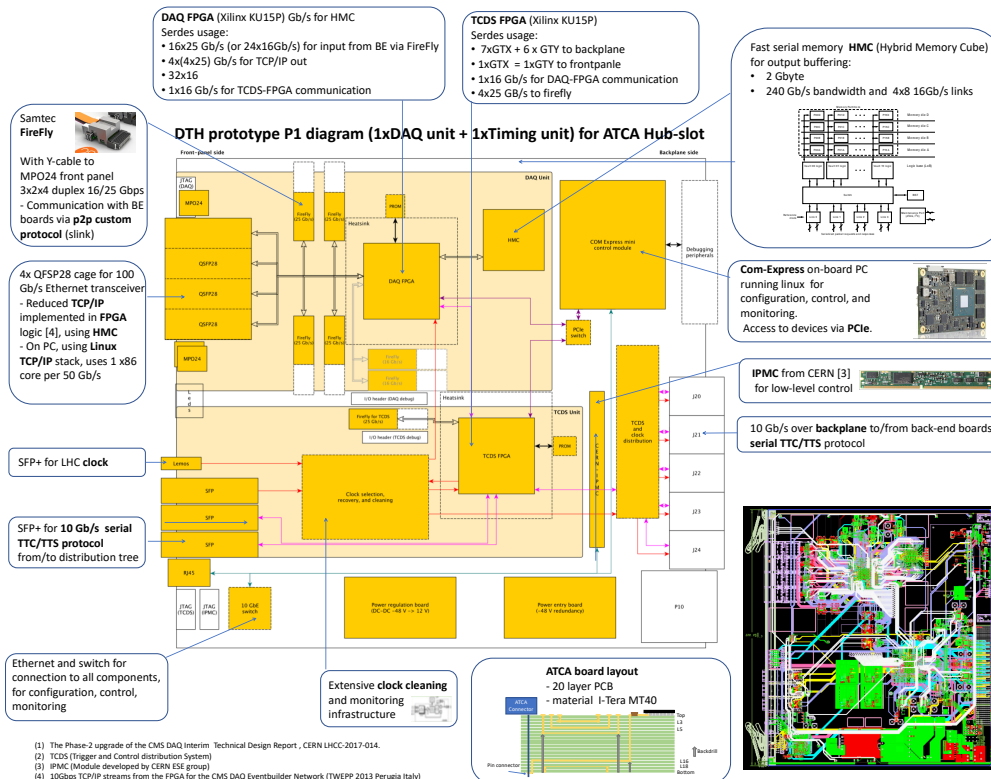 DAQ FPGA (Xilinx KU15P) Gb/s for HMC
Serdes usage:
• 16x25 Gb/s (or 24x16Gb/s) for input from BE via FireFly
• 4x(4x25) Gb/s for TCP/IP out
• 32x16
• 1x16 Gb/s for TCDS-FPGA communication
TCDS FPGA (Xilinx KU15P)
Serdes usage:
• 7xGTX + 6 x GTY to backplane
• 1xGTX = 1xGTY to frontpanle
• 1x16 Gb/s for DAQ-FPGA communication
• 4x25 GB/s to firefly
Fast serial memory HMC (Hybrid Memory Cube)
for output buffering:
• 2 Gbyte
• 240 Gb/s bandwidth and 4x8 16Gb/s links
Samtec
FireFly
With Y-cable to
MPO24 front panel
3x2x4 duplex 16/25 Gbps
- Communication with BE
boards via p2p custom
protocol (slink)
DTH prototype P1 diagram (1xDAQ unit + 1xTiming unit) for ATCA Hub-slot
Front-panel side
Backplane side
JTAG
(DAQ)
MPO24
FireFly
(25 Gb/s)
FireFly
(25 Gb/s)
PROM
DAQ Unit
Heatsink
HMC
COM Express mini
control module
Debugging
peripherals
QSFP28
QSFP28
QSFP28
QSFP28
DAQ FPGA
PCIe
switch
FireFly
(25 Gb/s)
FireFly
(25 Gb/s)
MPO24
FireFly
(16 Gb/s)
FireFly
(16 Gb/s)
Leds
I/O header (DAQ debug)
Heatsink
TCDS Unit
Firefly for TCDS
(25 Gb/s)
I/O header (TCDS debug)
TCDS FPGA
PROM
CERN IPMC
TCDS
and
clock
distribution
J20
J21
J22
J23
J24
P10
Lemos
SFP
SFP
SFP
Clock selection,
recovery, and cleaning
RJ45
JTAG
(TCDS)
JTAG
(IPMC)
10 GbE
switch
Power regulation board
(DC-DC -48 V -> 12 V)
Power entry board
(-48 V redundancy)
4x QFSP28 cage for 100
Gb/s Ethernet transceiver
- Reduced TCP/IP
implemented in FPGA
logic [4], using HMC
- On PC, using Linux
TCP/IP stack, uses 1 x86
core per 50 Gb/s
Com-Express on-board PC
running linux for
configuration, control, and
monitoring.
Access to devices via PCIe.
IPMC from CERN [3]
for low-level control
10 Gb/s over backplane to/from back-end boards
serial TTC/TTS protocol
SFP+ for LHC clock
SFP+ for 10 Gb/s serial
TTC/TTS protocol
from/to distribution tree
Ethernet and switch for
connection to all components,
for configuration, control,
monitoring
Extensive clock cleaning
and monitoring
infrastructure
ATCA board layout
- 20 layer PCB
- material I-Tera MT40
ATCA
Connector
Top
L3
L5
Backdrill
L16
L18
Bottom
Pin connector
(1) The Phase-2 upgrade of the CMS DAQ Interim Technical Design Report , CERN LHCC-2017-014.
(2) TCDS (Trigger and Control distribution System)
(3) IPMC (Module developed by CERN ESE group)
(4) 10Gbps TCP/IP streams from the FPGA for the CMS DAQ Eventbuilder Network (TWEPP 2013 Perugia Italy)